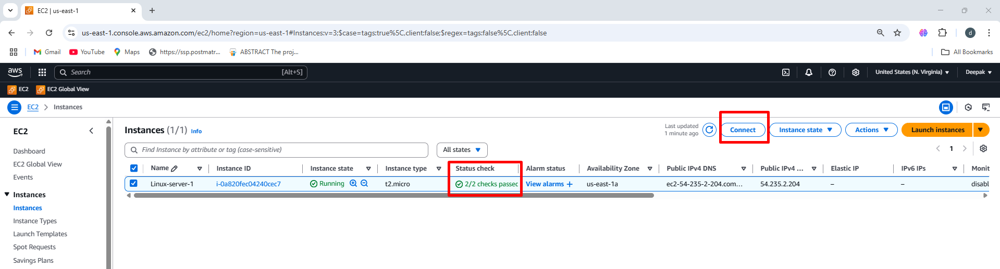 EC2 | us-east-1
us-east-1.console.aws.amazon.com/ec2/home?region=us-east-1#Instances:v=3;$case=tags:true%5C,client:false;$regex=tags:false%5C,client:false
d
Gmail YouTube Maps https://ssp.postmatr... ABSTRACT The proj... All Bookmarks
aws Search [Alt+S] United States (N. Virginia) Deepak
EC2 EC2 Global View
EC2 Instances
EC2
Dashboard
EC2 Global View
Events
Instances
Instances
Instance Types
Launch Templates
Spot Requests
Savings Plans
Instances (1/1) Info
Last updated
1 minute ago
Connect Instance state Actions Launch instances
Find Instance by attribute or tag (case-sensitive) All states 1
Name Instance ID Instance state Instance type Status check Alarm status Availability Zone Public IPv4 DNS Public IPv4 ... Elastic IP IPv6 IPs Monit
Linux-server-1 i-0a820fec04240cec7 Running t2.micro 2/2 checks passed View alarms + us-east-1a ec2-54-235-2-204.com... 54.235.2.204 – – disabl